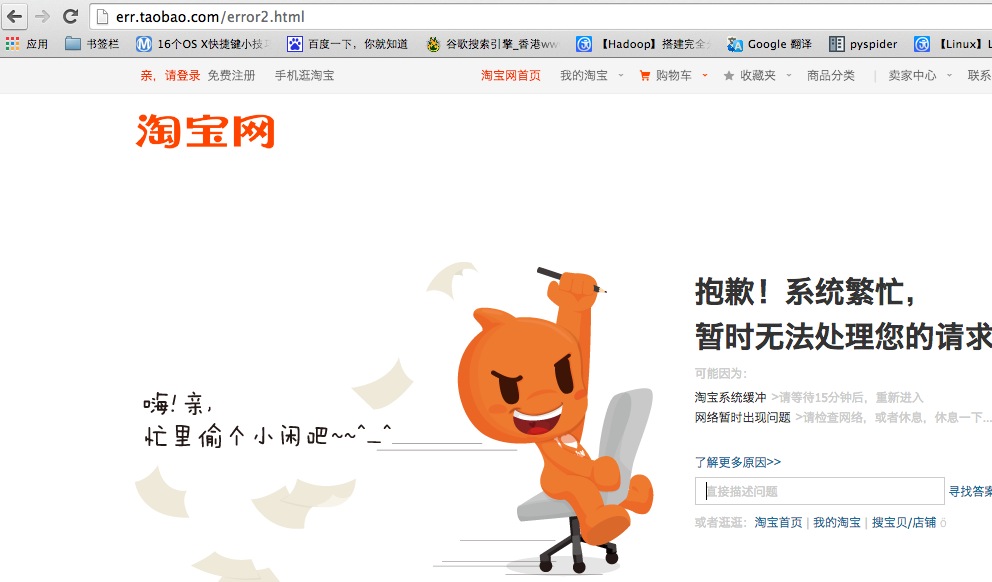 err.taobao.com/error2.html
应用 书签栏 16个OS X快捷键小技 百度一下，你就知道 谷歌搜索引擎_香港ww 【Hadoop】搭建完全 Google 翻译 pyspider 【Linux】L
亲，请登录 免费注册 手机逛淘宝 淘宝网首页 我的淘宝 购物车 收藏夹 商品分类 | 卖家中心 联系
淘宝网
抱歉！系统繁忙，
暂时无法处理您的请求
可能因为：
淘宝系统缓冲 >请等待15分钟后，重新进入
网络暂时出现问题 >请检查网络，或者休息，休息一下...
嗨！亲，
忙里偷个小闲吧~~^_^
了解更多原因>>
直接描述问题 寻找答案
或者逛逛： 淘宝首页 | 我的淘宝 | 搜宝贝/店铺 ō